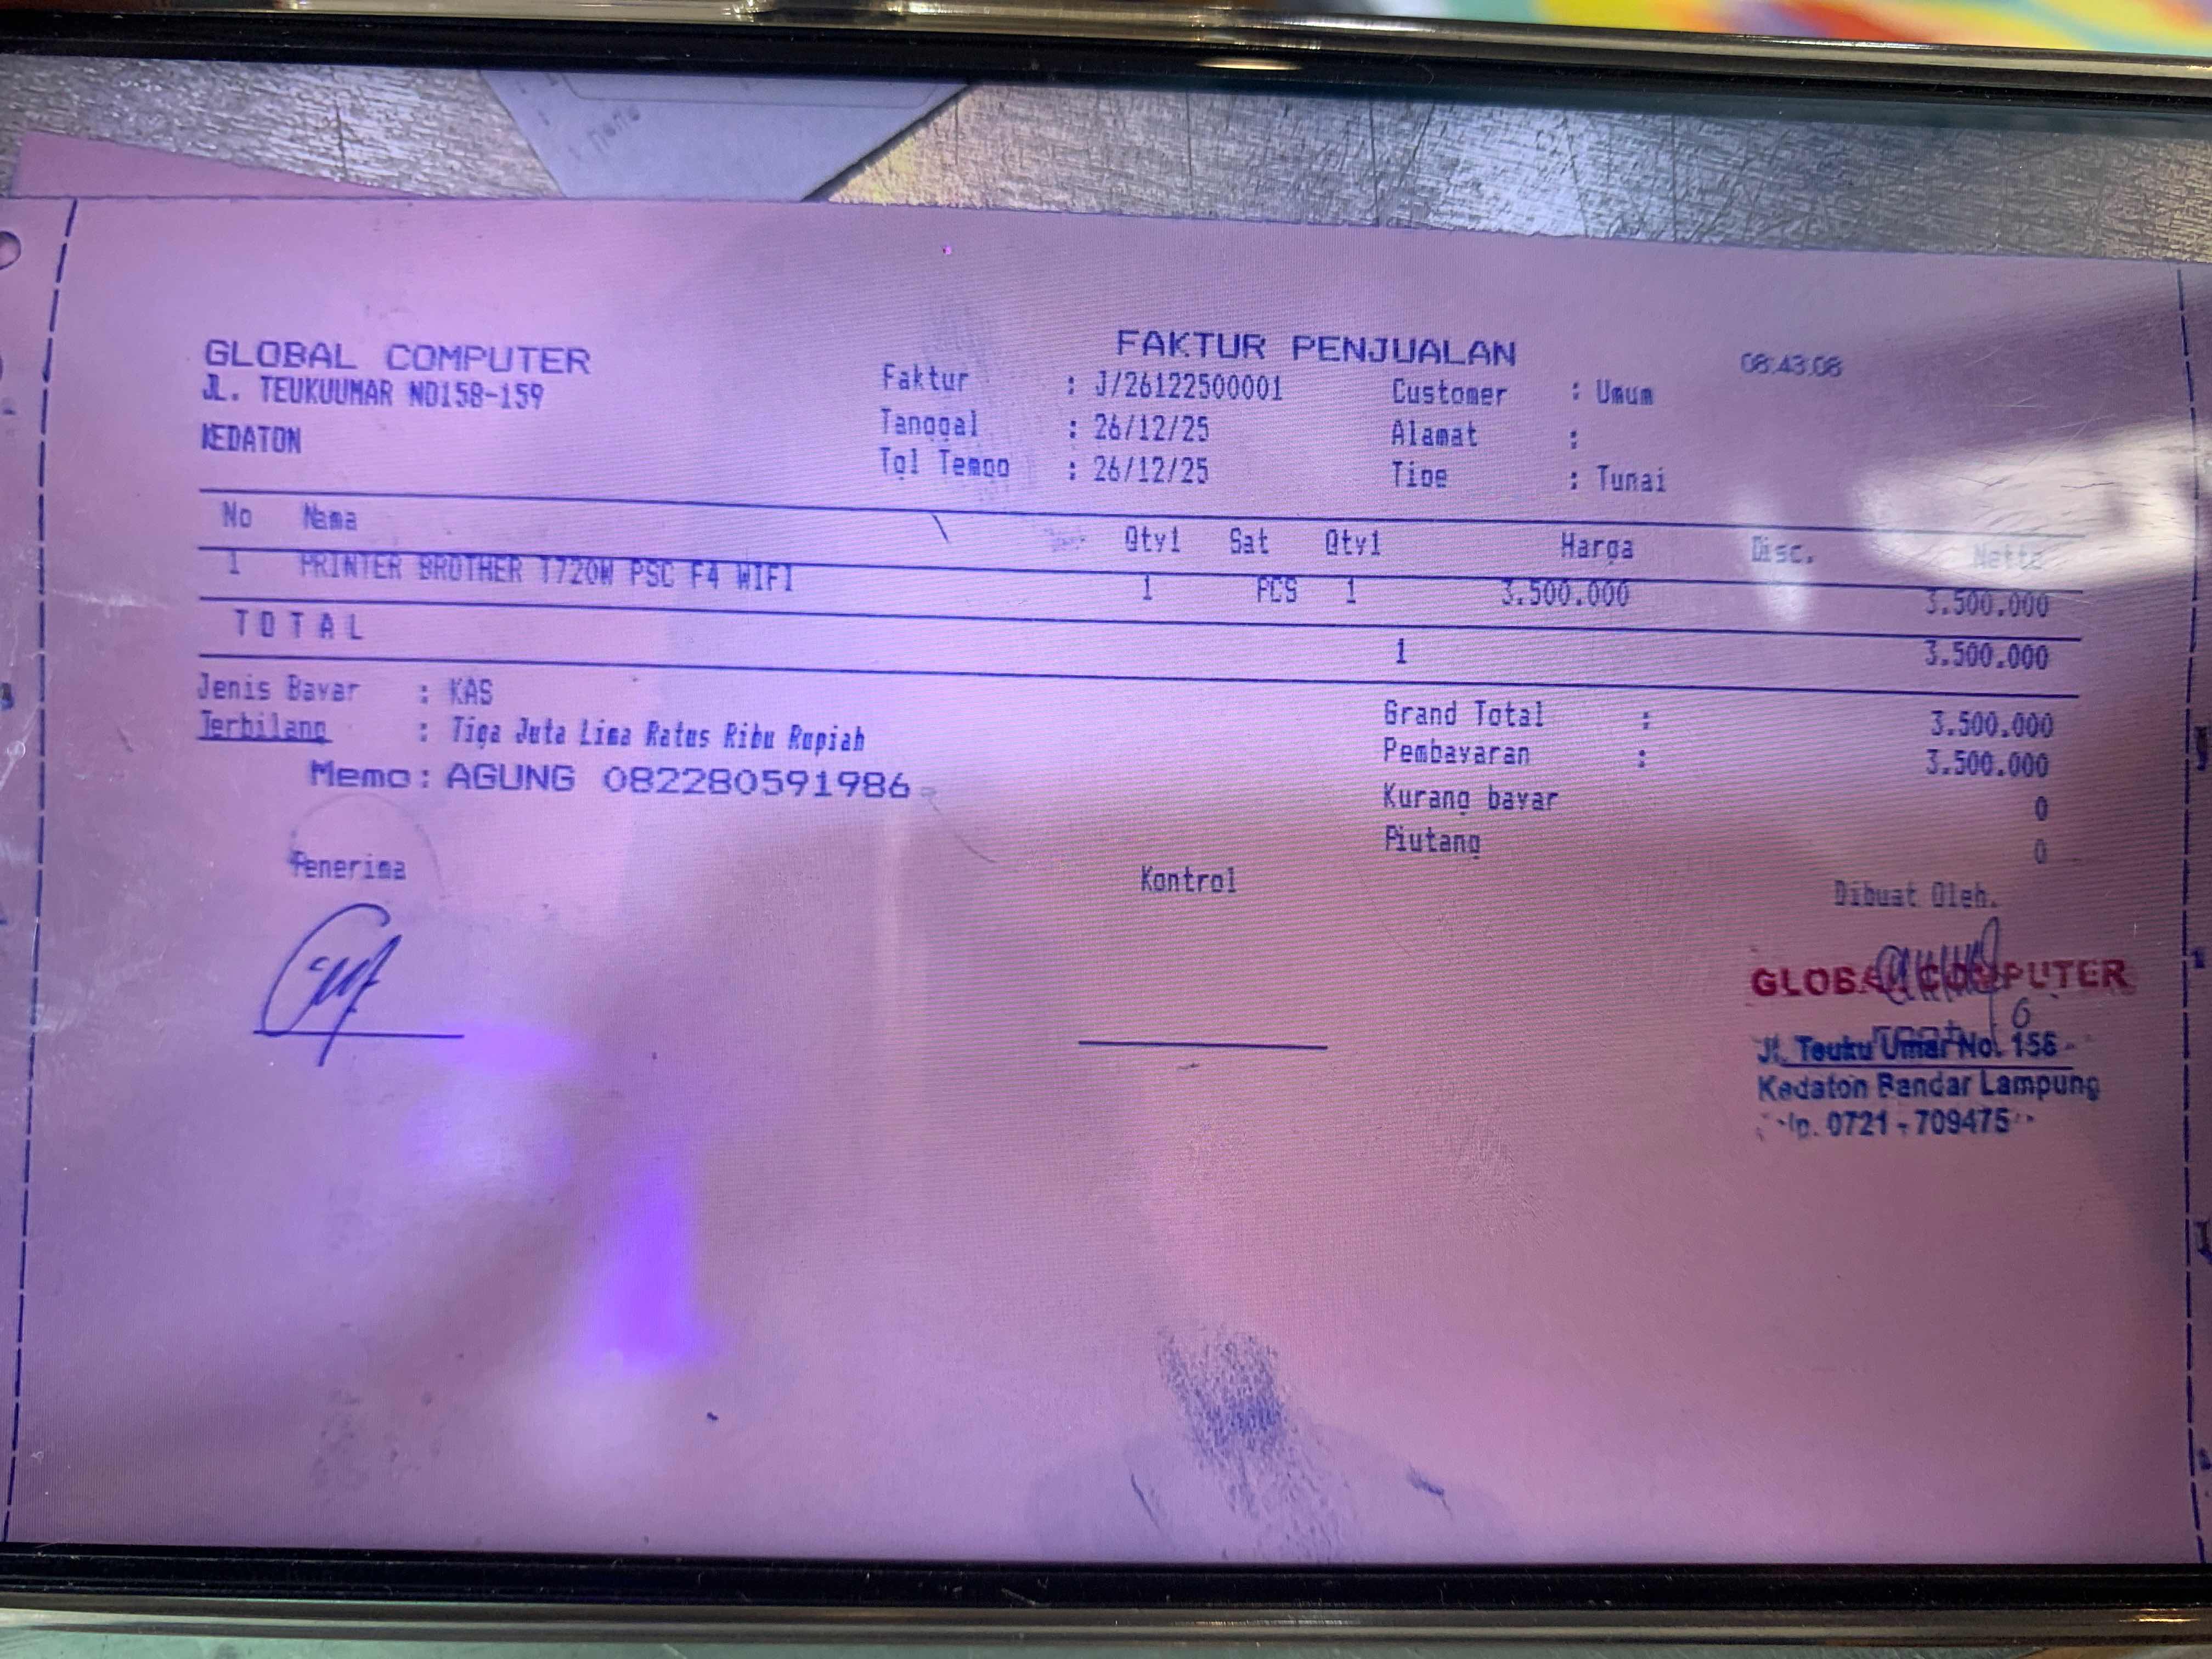 FAKTUR PENJUALAN
08:43:08
GLOBAL COMPUTER
JL. TEUKUUMAR NO158-159
KEDATON
Faktur : J/26122500001
Tanggal : 26/12/25
Tgl Tempo : 26/12/25
Customer : Umum
Alamat :
Tipe : Tunai
No Nama Qty1 Sat Qty1 Harga Disc. Netto
1 PRINTER BROTHER T720W PSC F4 WIFI 1 PCS 1 3.500.000 3.500.000
TOTAL 1 3.500.000
Jenis Bayar : KAS
Terbilang : Tiga Juta Lima Ratus Ribu Rupiah
Memo : AGUNG 082280591986
Grand Total : 3.500.000
Pembayaran : 3.500.000
Kurang bayar 0
Piutang 0
Penerima
Kontrol
Dibuat Oleh.
GLOBAL COMPUTER
Jl. Teuku Umar No. 158
Kedaton Bandar Lampung
0721 - 709475